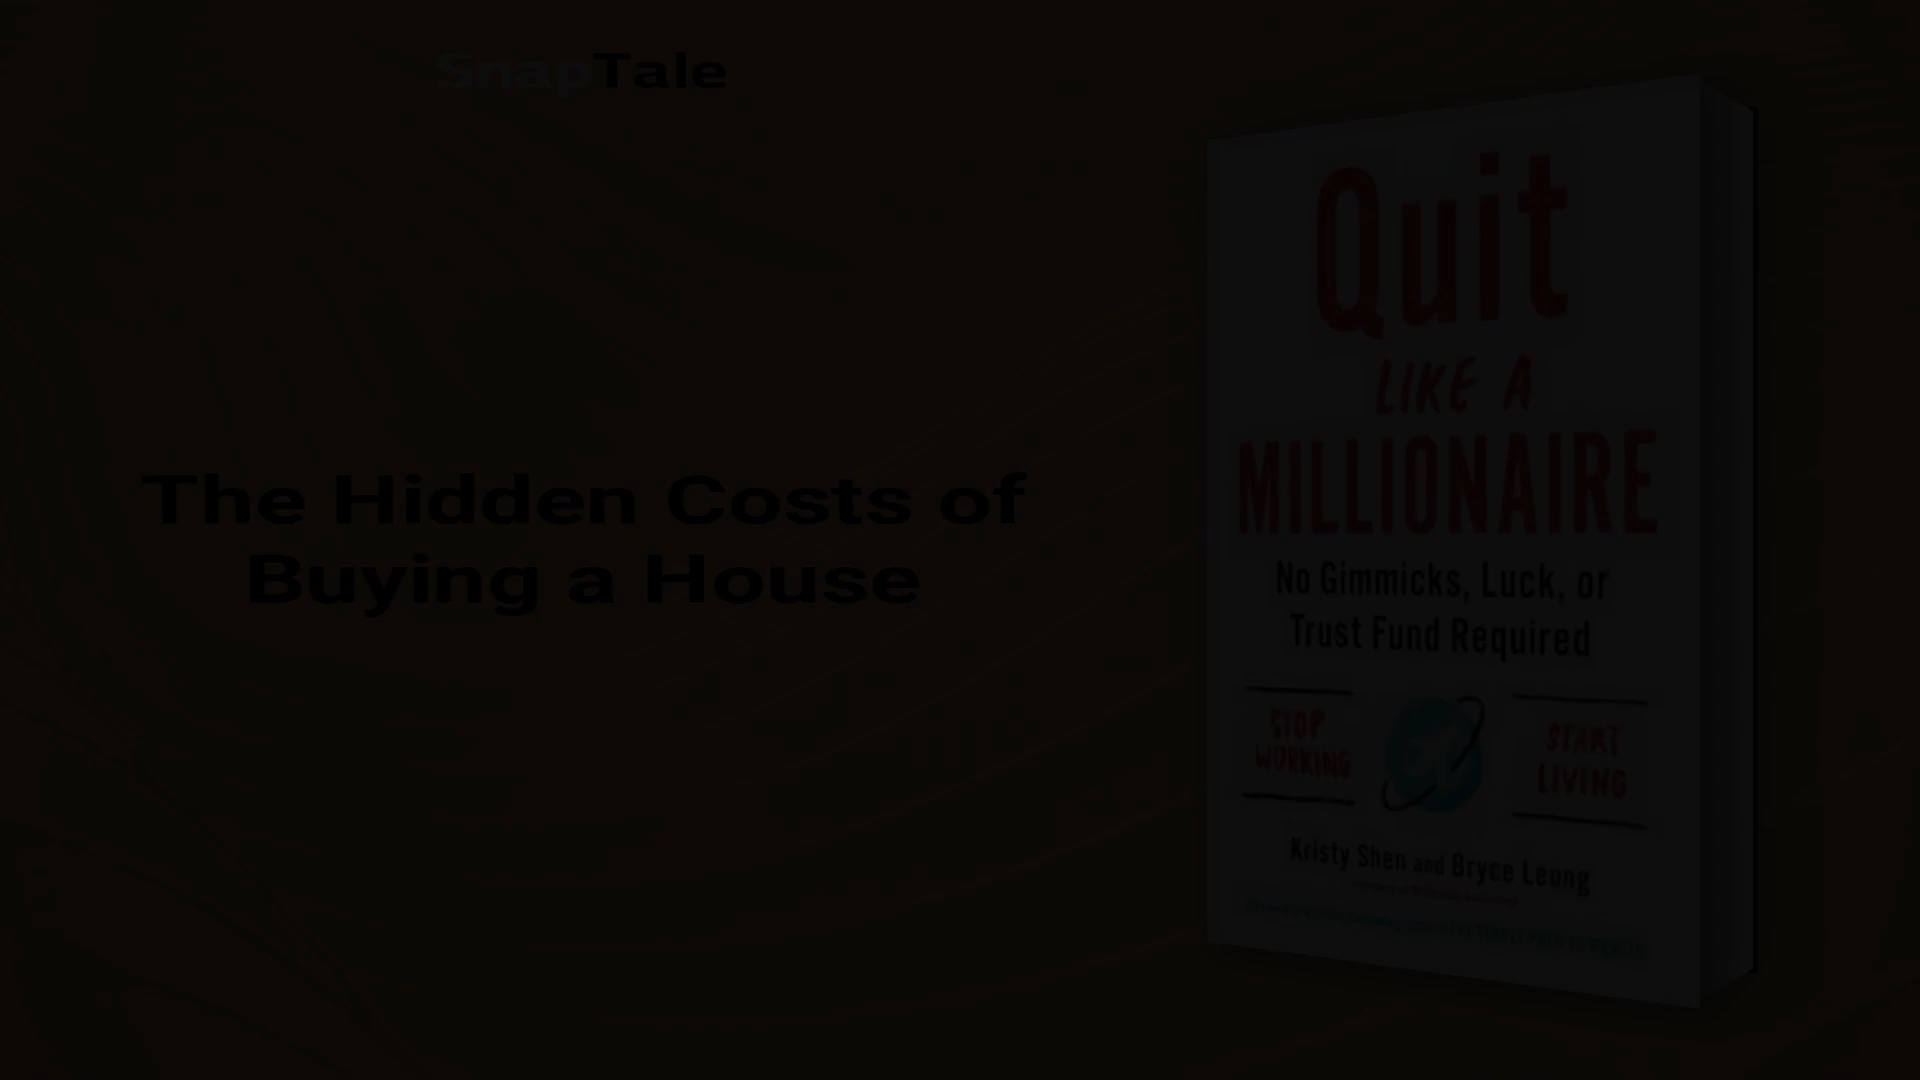 SnapTale
The Hidden Costs of
Buying a House
Quit
LIKE A
MILLIONAIRE
No Gimmicks, Luck, or
Trust Fund Required
STOP
WORKING
START
LIVING
Kristy Shen and Bryce Leung